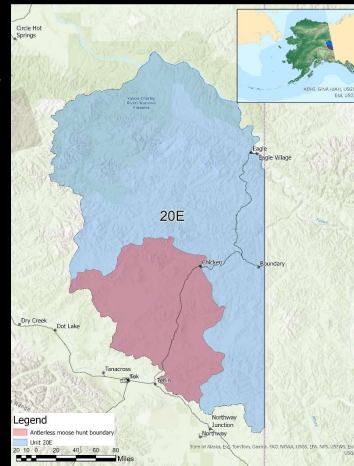 Circle Hot
Springs
Yukon Charley
Rivers National
Preserve
Eagle
Eagle Village
20E
Chicken
Boundary
Dry Creek
Dot Lake
Tanacross
Tok
Tetlin
Northway
Junction
Northway
Legend
Antlerless moose hunt boundary
Unit 20E
20 10 0 20 40 60 80
Miles